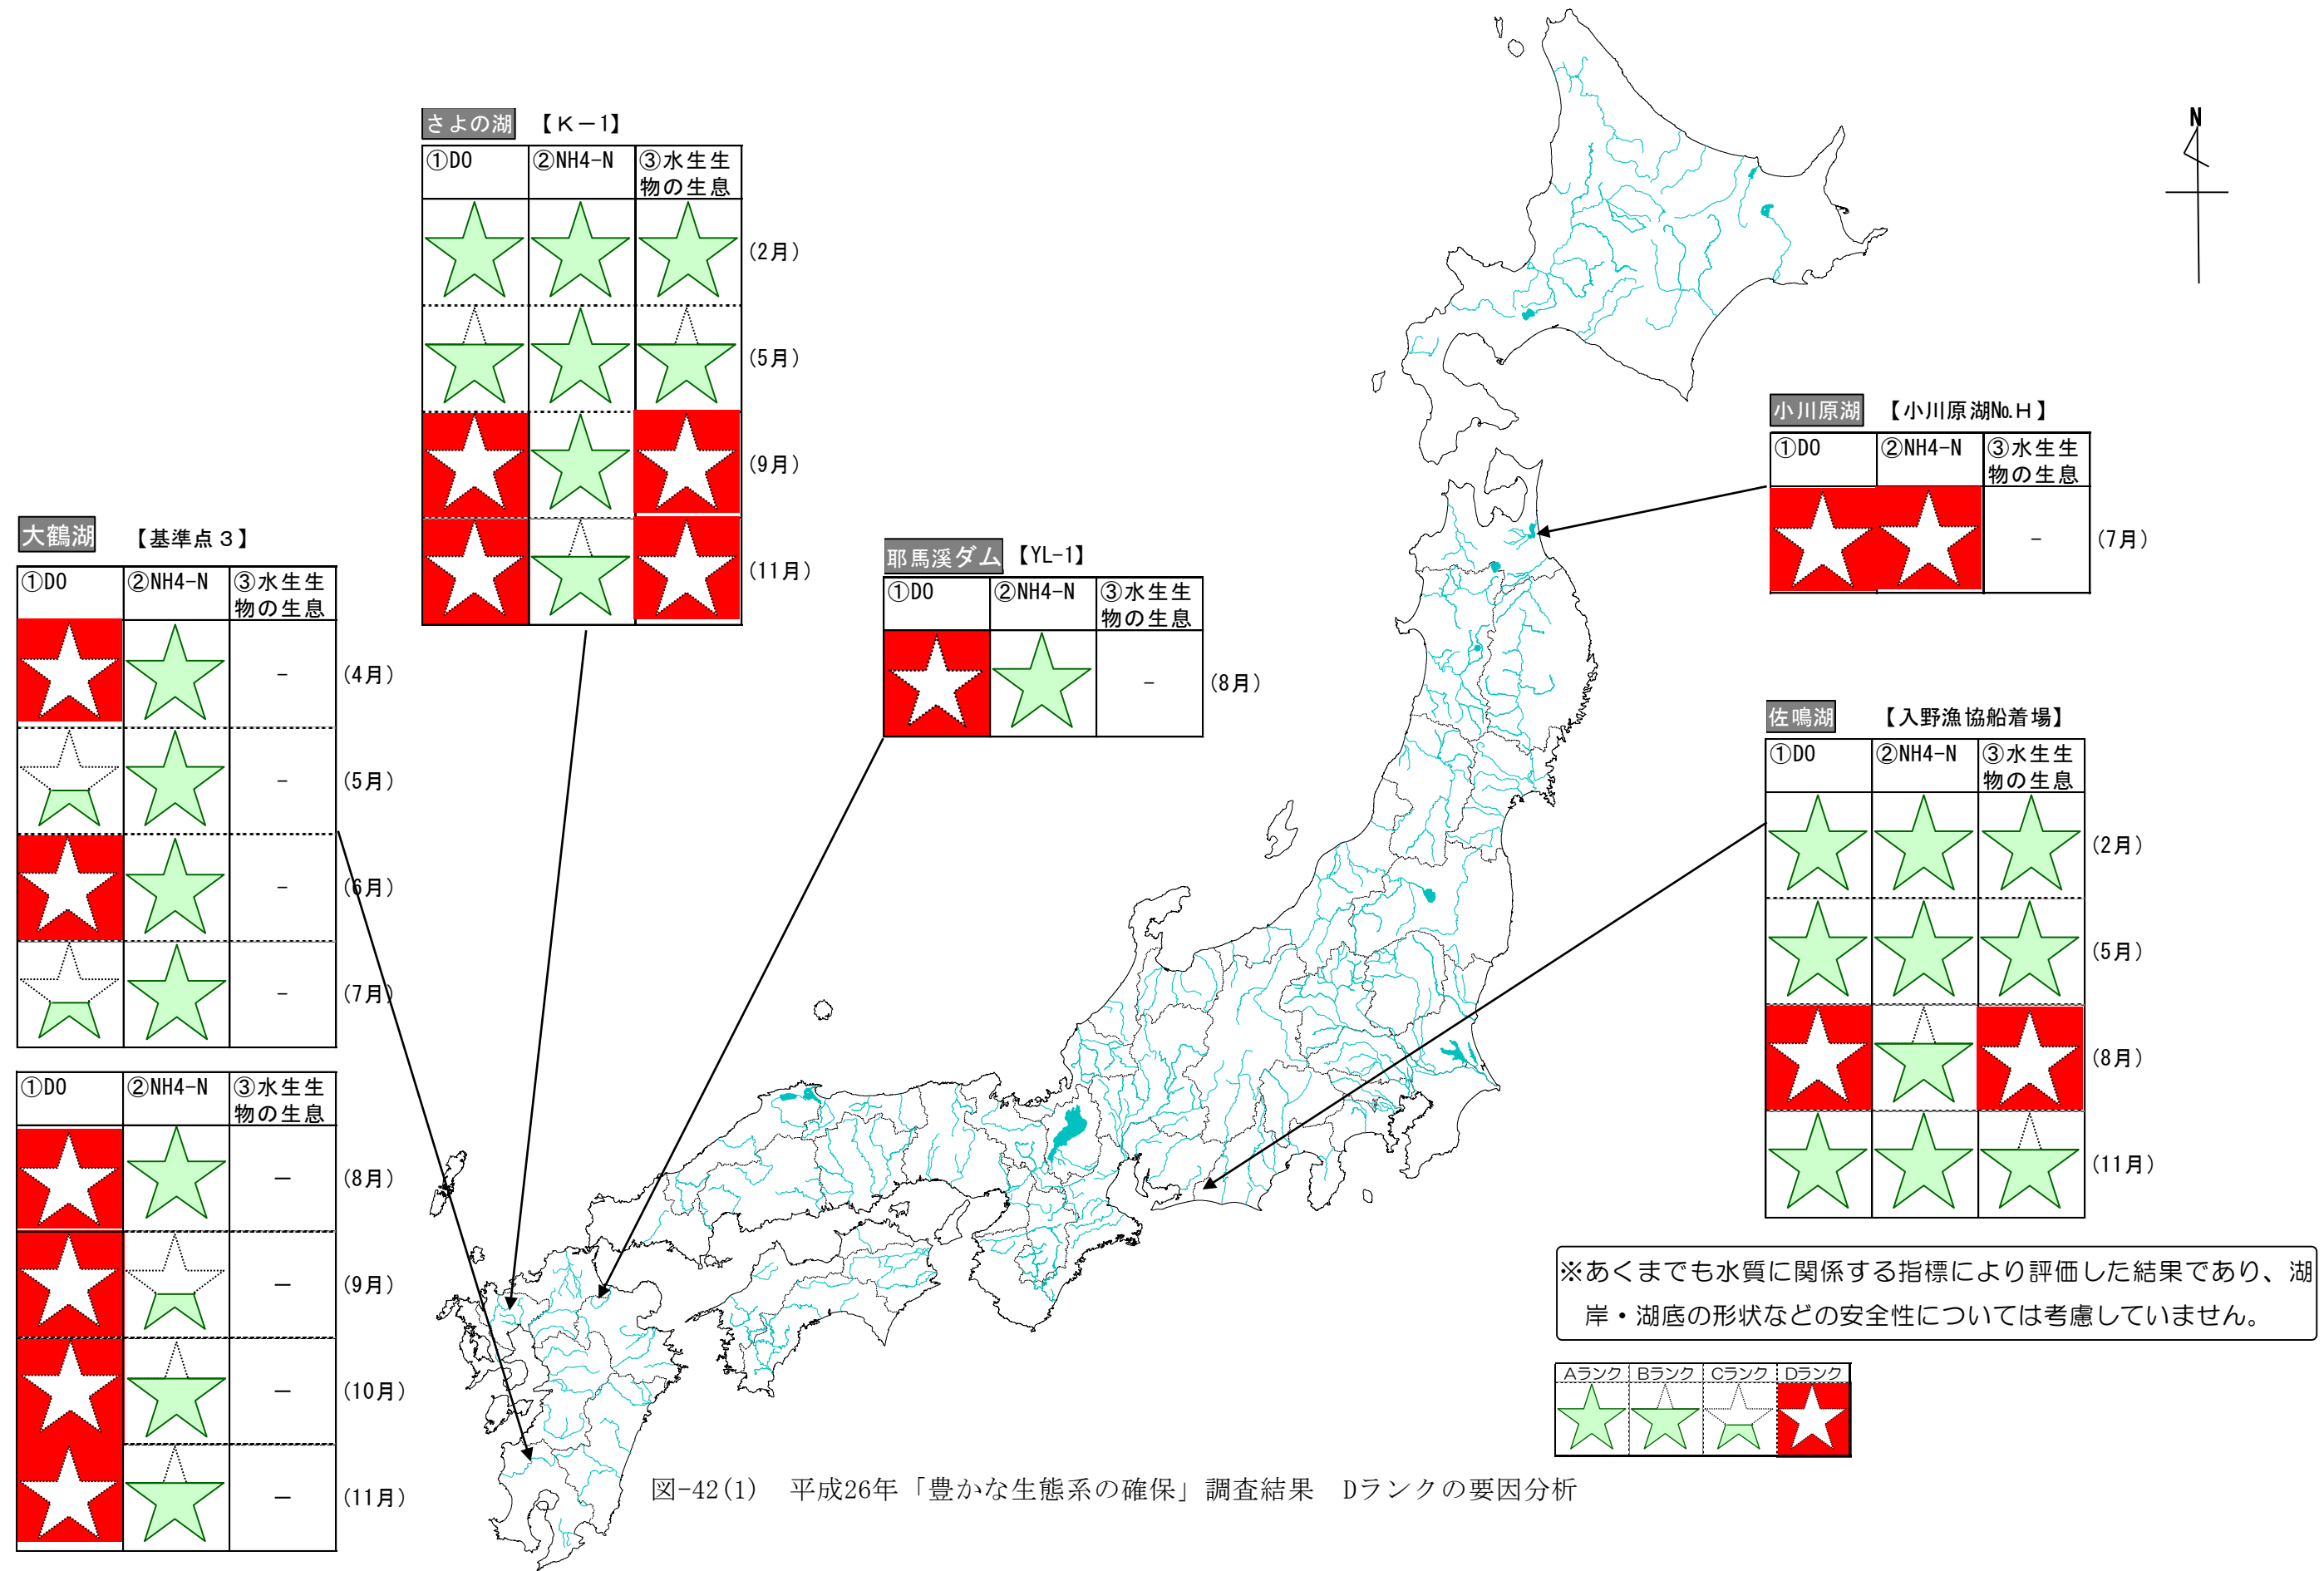 N
さよの湖 【K－1】
①DO ②NH4-N ③水生生
物の生息
(2月)
(5月)
(9月)
(11月)
小川原湖 【小川原湖№H】
①DO ②NH4-N ③水生生
物の生息
－ (7月)
大鶴湖 【基準点３】
①DO ②NH4-N ③水生生
物の生息
－ (4月)
－ (5月)
－ (6月)
－ (7月)
①DO ②NH4-N ③水生生
物の生息
－ (8月)
－ (9月)
－ (10月)
－ (11月)
耶馬溪ダム 【YL-1】
①DO ②NH4-N ③水生生
物の生息
－ (8月)
佐鳴湖 【入野漁協船着場】
①DO ②NH4-N ③水生生
物の生息
(2月)
(5月)
(8月)
(11月)
※あくまでも水質に関係する指標により評価した結果であり、湖
岸・湖底の形状などの安全性については考慮していません。
Aランク Bランク Cランク Dランク
図-42(1)　平成26年「豊かな生態系の確保」調査結果　Dランクの要因分析